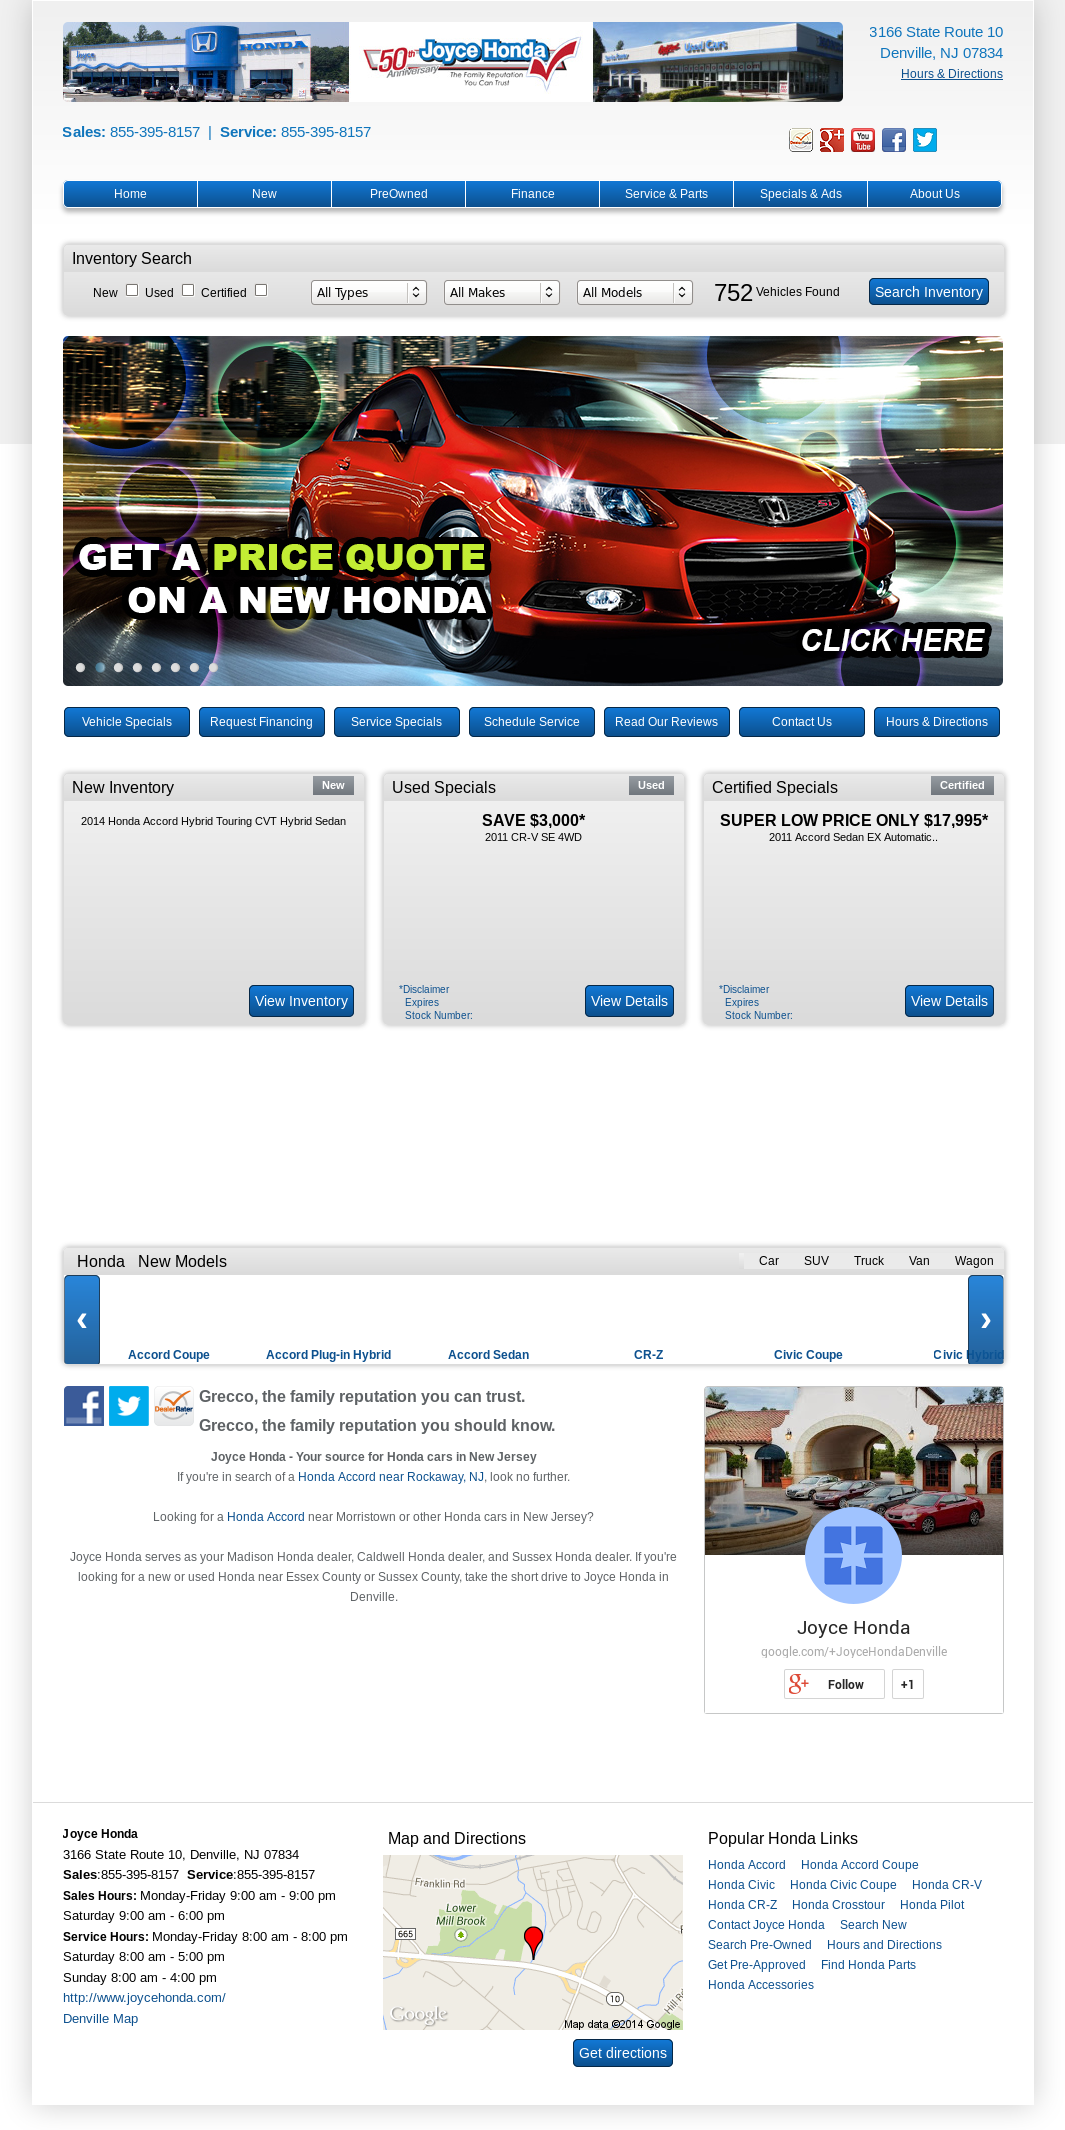 HONDA
50th Anniversary
Joyce Honda
The Family Reputation
You Can Trust
Used Cars
3166 State Route 10
Denville, NJ 07834
Hours & Directions
Sales: 855-395-8157 | Service: 855-395-8157
DealerRater
You Tube
Home New PreOwned Finance Service & Parts Specials & Ads About Us
Inventory Search
New Used Certified All Types All Makes All Models 752 Vehicles Found Search Inventory
GET A PRICE QUOTE
ON A NEW HONDA
CLICK HERE
Vehicle Specials Request Financing Service Specials Schedule Service Read Our Reviews Contact Us Hours & Directions
New Inventory New
2014 Honda Accord Hybrid Touring CVT Hybrid Sedan
View Inventory
Used Specials Used
SAVE $3,000*
2011 CR-V SE 4WD
*Disclaimer
Expires
Stock Number:
View Details
Certified Specials Certified
SUPER LOW PRICE ONLY $17,995*
2011 Accord Sedan EX Automatic..
*Disclaimer
Expires
Stock Number:
View Details
Honda New Models Car SUV Truck Van Wagon
‹ ›
Accord Coupe Accord Plug-in Hybrid Accord Sedan CR-Z Civic Coupe Civic Hybrid
DealerRater
Grecco, the family reputation you can trust.
Grecco, the family reputation you should know.
Joyce Honda - Your source for Honda cars in New Jersey
If you're in search of a Honda Accord near Rockaway, NJ, look no further.
Looking for a Honda Accord near Morristown or other Honda cars in New Jersey?
Joyce Honda serves as your Madison Honda dealer, Caldwell Honda dealer, and Sussex Honda dealer. If you're
looking for a new or used Honda near Essex County or Sussex County, take the short drive to Joyce Honda in
Denville.
Joyce Honda
google.com/+JoyceHondaDenville
Follow +1
Joyce Honda
3166 State Route 10, Denville, NJ 07834
Sales:855-395-8157 Service:855-395-8157
Sales Hours: Monday-Friday 9:00 am - 9:00 pm
Saturday 9:00 am - 6:00 pm
Service Hours: Monday-Friday 8:00 am - 8:00 pm
Saturday 8:00 am - 5:00 pm
Sunday 8:00 am - 4:00 pm
http://www.joycehonda.com/
Denville Map
Map and Directions
Franklin Rd
Lower
Mill Brook
665
10
Hill Rd
Google
Map data ©2014 Google
Get directions
Popular Honda Links
Honda Accord Honda Accord Coupe
Honda Civic Honda Civic Coupe Honda CR-V
Honda CR-Z Honda Crosstour Honda Pilot
Contact Joyce Honda Search New
Search Pre-Owned Hours and Directions
Get Pre-Approved Find Honda Parts
Honda Accessories